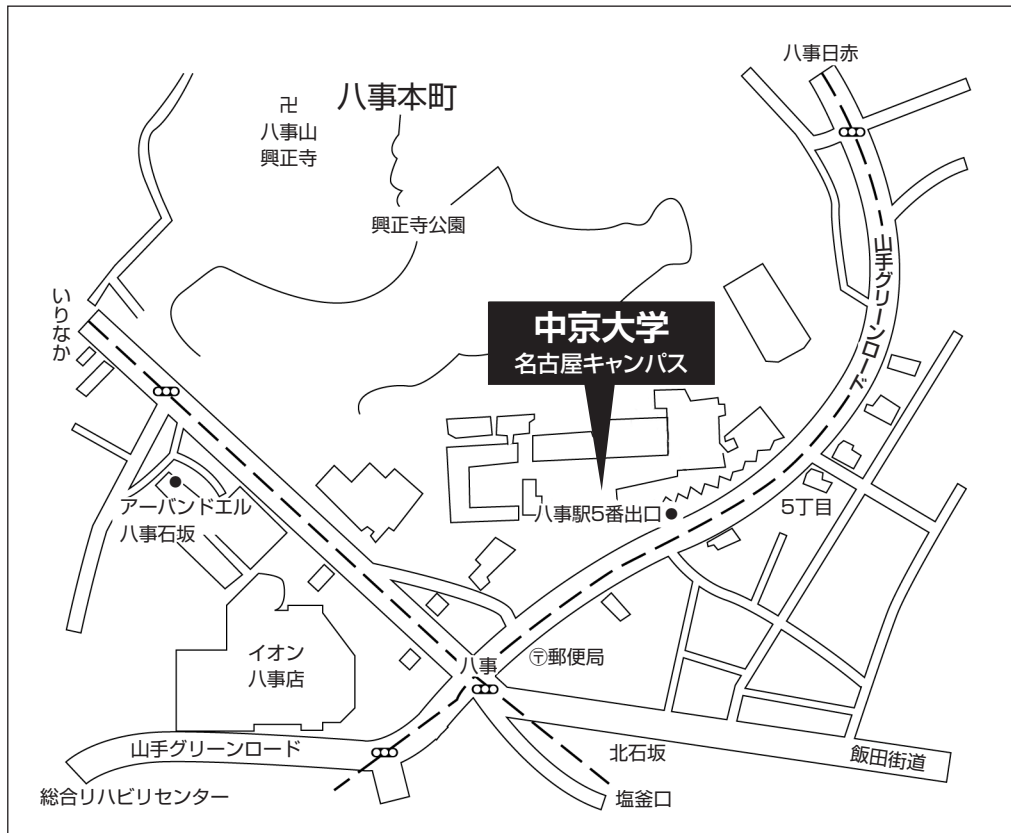 八事日赤
八事本町
卍
八事山
興正寺
興正寺公園
山手グリーンロード
いりなか
中京大学
名古屋キャンパス
アーバンドエル
八事石坂
八事駅5番出口
5丁目
イオン
八事店
八事
〒郵便局
山手グリーンロード
北石坂
飯田街道
総合リハビリセンター
塩釜口